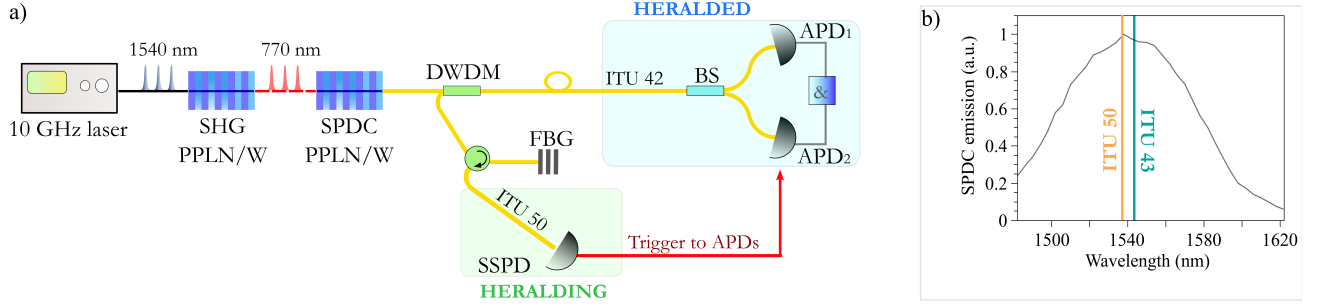 a)
HERALDED
1540 nm
770 nm
DWDM
ITU 42
BS
APD1
&
APD2
10 GHz laser
SHG
PPLN/W
SPDC
PPLN/W
FBG
ITU 50
SSPD
Trigger to APDs
HERALDING
b)
SPDC emission (a.u.)
1
0.8
0.6
0.4
0.2
0
ITU 50
ITU 43
1500
1540
1580
1620
Wavelength (nm)